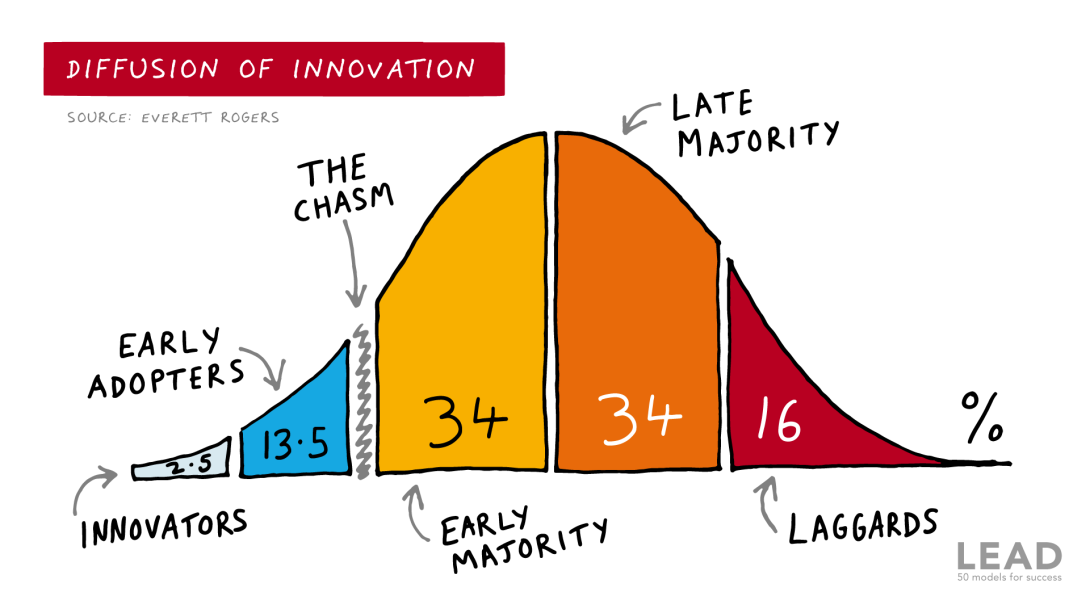 DIFFUSION OF INNOVATION
SOURCE: EVERETT ROGERS
LATE
MAJORITY
THE
CHASM
EARLY
ADOPTERS
2.5
13.5
34
34
16
%
INNOVATORS
EARLY
MAJORITY
LAGGARDS
LEAD
50 models for success